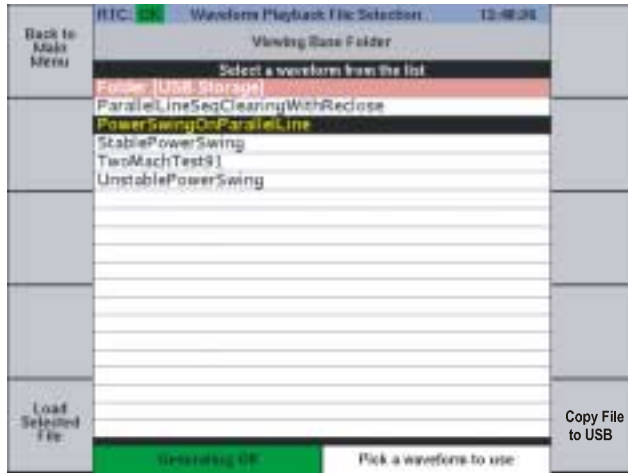 RTC: OK Waveform Playback File Selection 13:48:26
Back to
Main
Menu
Viewing Base Folder
Select a waveform from the list
Folder [USB Storage]
ParallelLineSeqClearingWithReclose
PowerSwingOnParallelLine
StablePowerSwing
TwoMachTest91
UnstablePowerSwing
Load
Selected
File
Copy File
to USB
Generating Off
Pick a waveform to use